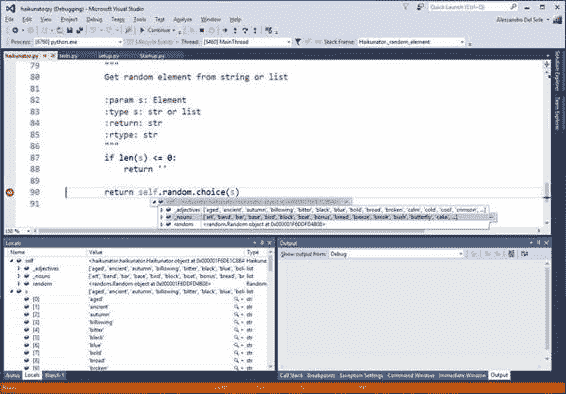 haikunatorpy (Debugging) - Microsoft Visual Studio
Quick Launch (Ctrl+Q)
File Edit View Project Build Debug Team Tools Test Analyze Window Help
Alessandro Del Sole
Continue
Process: [6760] python.exe Lifecycle Events Thread: [5460] MainThread Stack Frame: Haikunator._random_element
haikunator.py tests.py setup.py Startup.py
79 """
80 Get random element from string or list
81
82 :param s: Element
83 :type s: str or list
84 :return: str
85 :rtype: str
86 """
87 if len(s) <= 0:
88 return ''
90 return self.random.choice(s)
91
_adjectives ['aged', 'ancient', 'autumn', 'billowing', 'bitter', 'black', 'blue', 'bold', 'broad', 'broken', 'calm', 'cold', 'cool', 'crimson', ...]
_nouns ['art', 'band', 'bar', 'base', 'bird', 'block', 'boat', 'bonus', 'bread', 'breeze', 'brook', 'bush', 'butterfly', 'cake', ...]
random <random.Random object at 0x000001F6DDFD4B08>
150 %
Solution Explorer
Team Explorer
Locals
Name Value Type
self <haikunator.haikunator.Haikunator object at 0x000001F6DE1C88
_adjectives ['aged', 'ancient', 'autumn', 'billowing', 'bitter', 'black', 'blue', list
_nouns ['art', 'band', 'bar', 'base', 'bird', 'block', 'boat', 'bonus', list
random <random.Random object at 0x000001F6DDFD4B08> Random
s ['aged', 'ancient', 'autumn', 'billowing', 'bitter', 'black', 'blue', list
[0] 'aged' str
[1] 'ancient' str
[2] 'autumn' str
[3] 'billowing' str
[4] 'bitter' str
[5] 'black' str
[6] 'blue' str
[7] 'bold' str
[8] 'broad' str
[9] 'broken' str
Autos Locals Watch 1
Output
Show output from: Debug
Call Stack Breakpoints Exception Settings Command Window Immediate Window Output